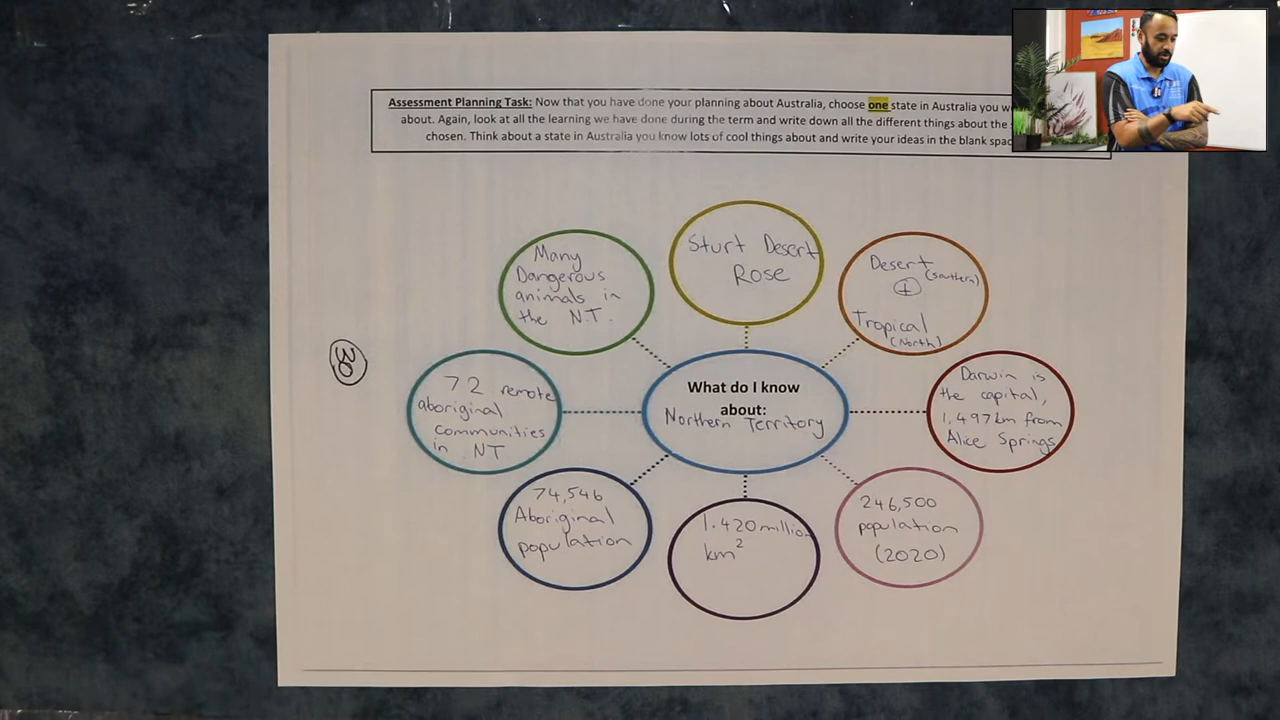 Assessment Planning Task: Now that you have done your planning about Australia, choose one state in Australia you
about. Again, look at all the learning we have done during the term and write down all the different things about the
chosen. Think about a state in Australia you know lots of cool things about and write your ideas in the blank
Many
Dangerous
animals in
the N.T.
Sturt Desert
Rose
Desert
(southern)
+
Tropical
(North)
72 remote
aboriginal
communities
in NT
What do I know
about:
Northern Territory
Darwin is
the capital,
1,497km from
Alice Springs
74,546
Aboriginal
population
1.420 million
km²
246,500
population
(2020)